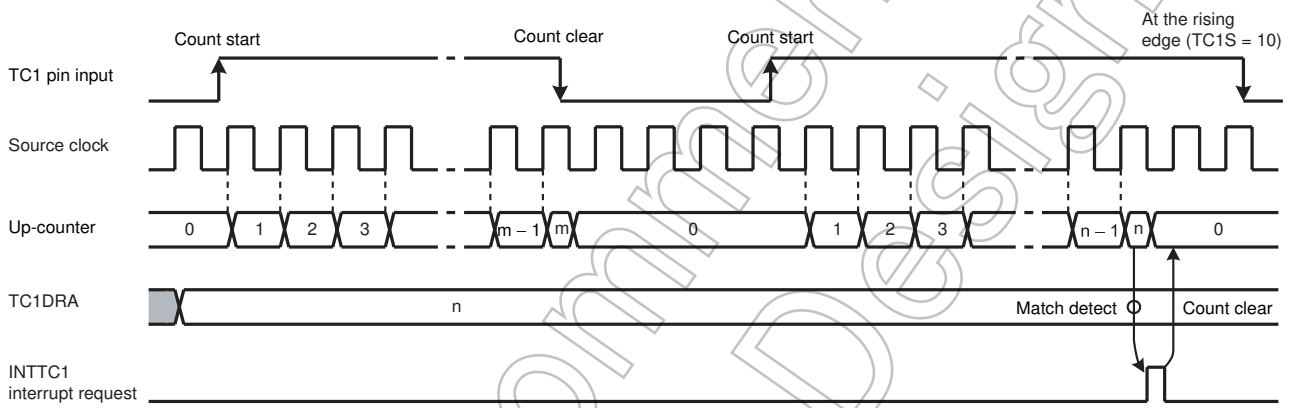 At the rising
edge (TC1S = 10)
Count start
Count clear
Count start
TC1 pin input
Source clock
Up-counter
0 1 2 3 m − 1 m 0 1 2 3 n − 1 n 0
TC1DRA
n
Match detect
Count clear
INTTC1
interrupt request